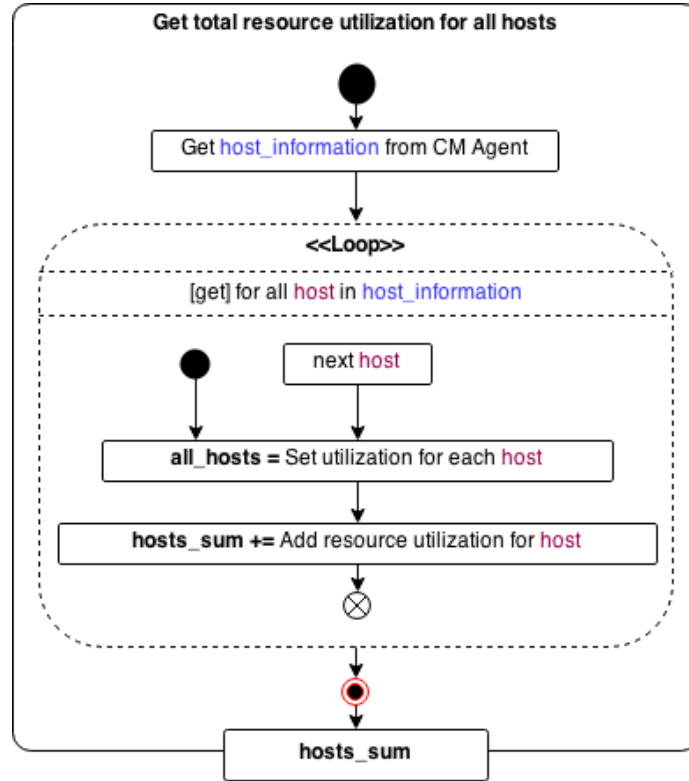 Get total resource utilization for all hosts
Get host_information from CM Agent
<<Loop>>
[get] for all host in host_information
next host
all_hosts = Set utilization for each host
hosts_sum += Add resource utilization for host
hosts_sum